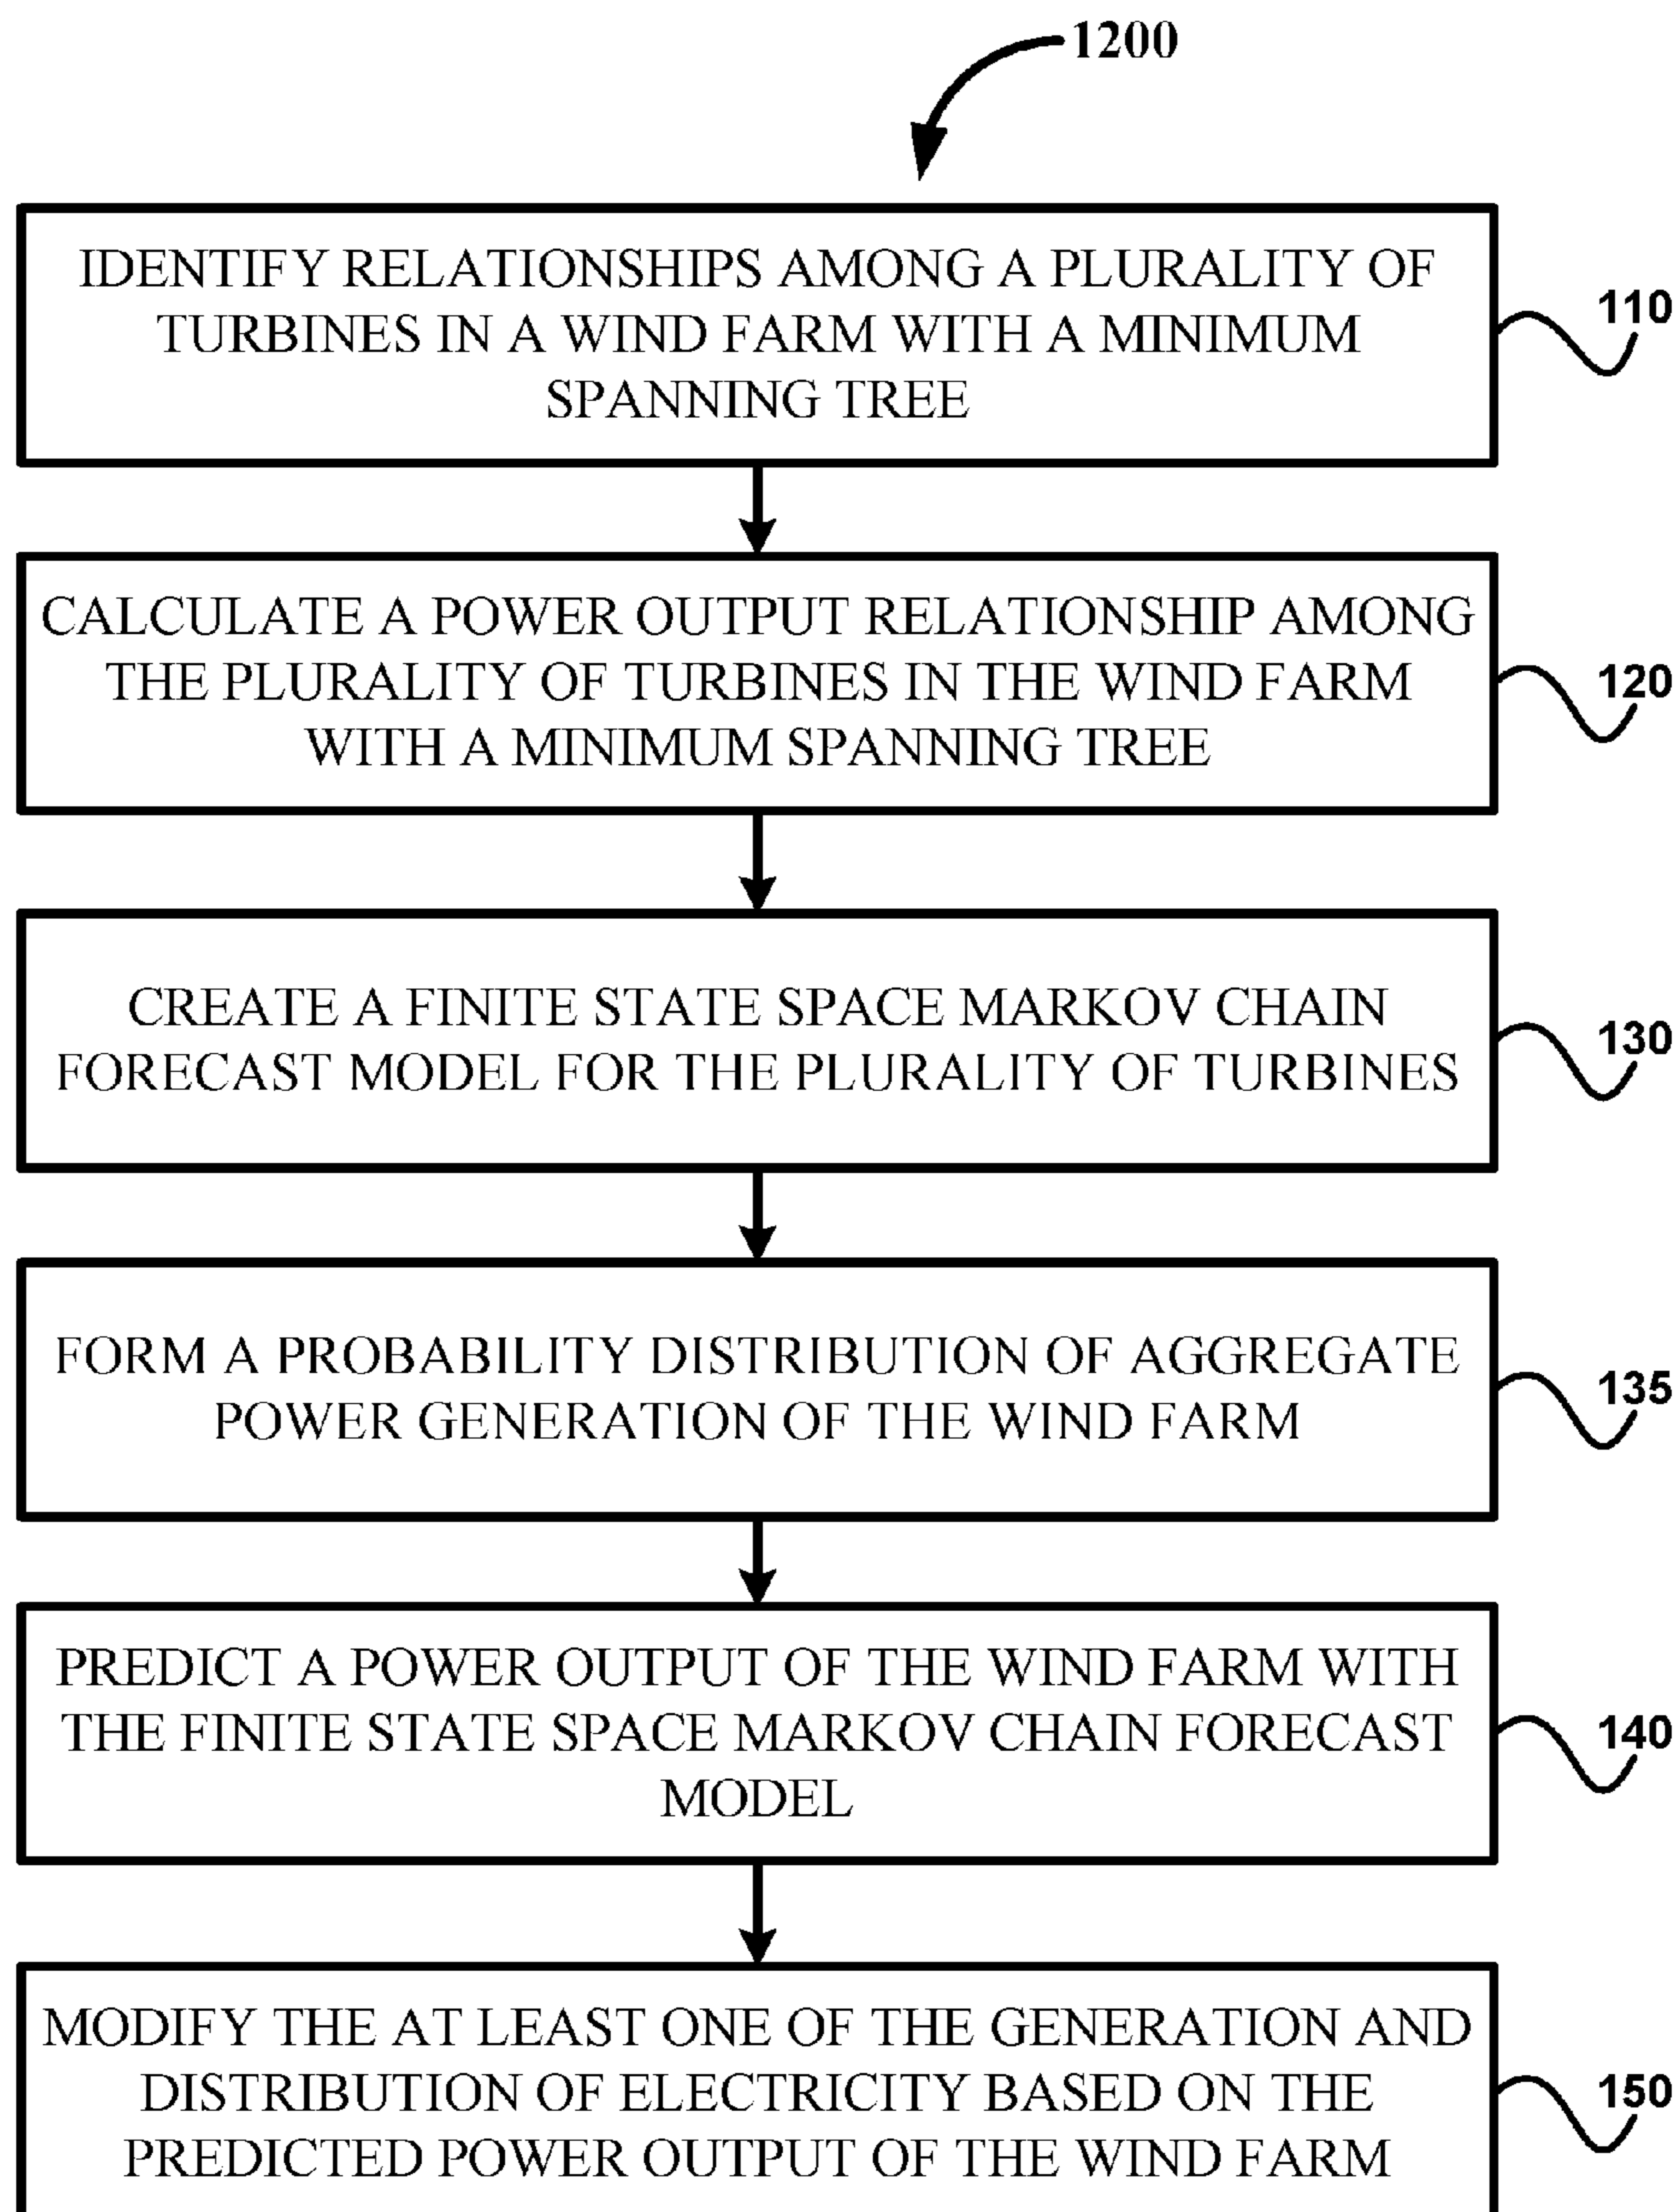 1200
IDENTIFY RELATIONSHIPS AMONG A PLURALITY OF
TURBINES IN A WIND FARM WITH A MINIMUM
SPANNING TREE
110
CALCULATE A POWER OUTPUT RELATIONSHIP AMONG
THE PLURALITY OF TURBINES IN THE WIND FARM
WITH A MINIMUM SPANNING TREE
120
CREATE A FINITE STATE SPACE MARKOV CHAIN
FORECAST MODEL FOR THE PLURALITY OF TURBINES
130
FORM A PROBABILITY DISTRIBUTION OF AGGREGATE
POWER GENERATION OF THE WIND FARM
135
PREDICT A POWER OUTPUT OF THE WIND FARM WITH
THE FINITE STATE SPACE MARKOV CHAIN FORECAST
MODEL
140
MODIFY THE AT LEAST ONE OF THE GENERATION AND
DISTRIBUTION OF ELECTRICITY BASED ON THE
PREDICTED POWER OUTPUT OF THE WIND FARM
150